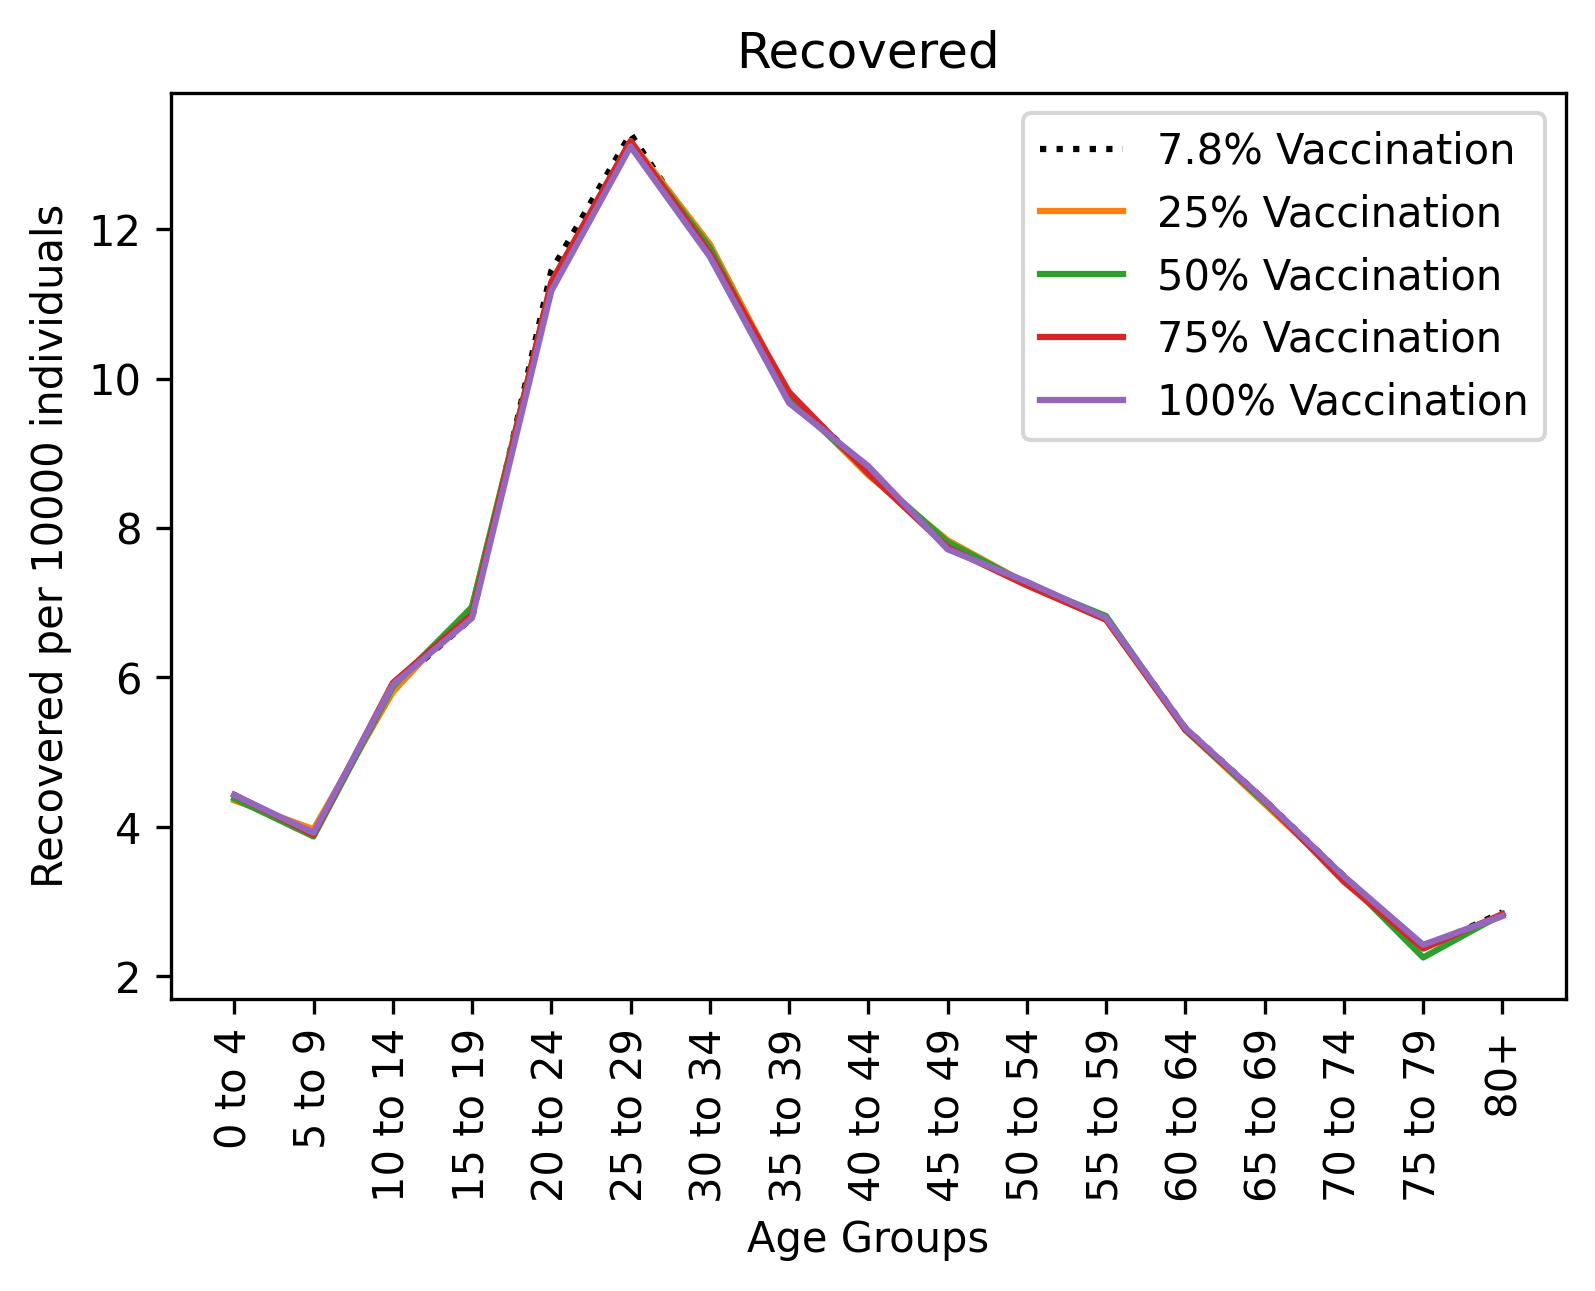 Recovered
Recovered per 10000 individuals
12
10
8
6
4
2
7.8% Vaccination
25% Vaccination
50% Vaccination
75% Vaccination
100% Vaccination
0 to 4
5 to 9
10 to 14
15 to 19
20 to 24
25 to 29
30 to 34
35 to 39
40 to 44
45 to 49
50 to 54
55 to 59
60 to 64
65 to 69
70 to 74
75 to 79
80+
Age Groups